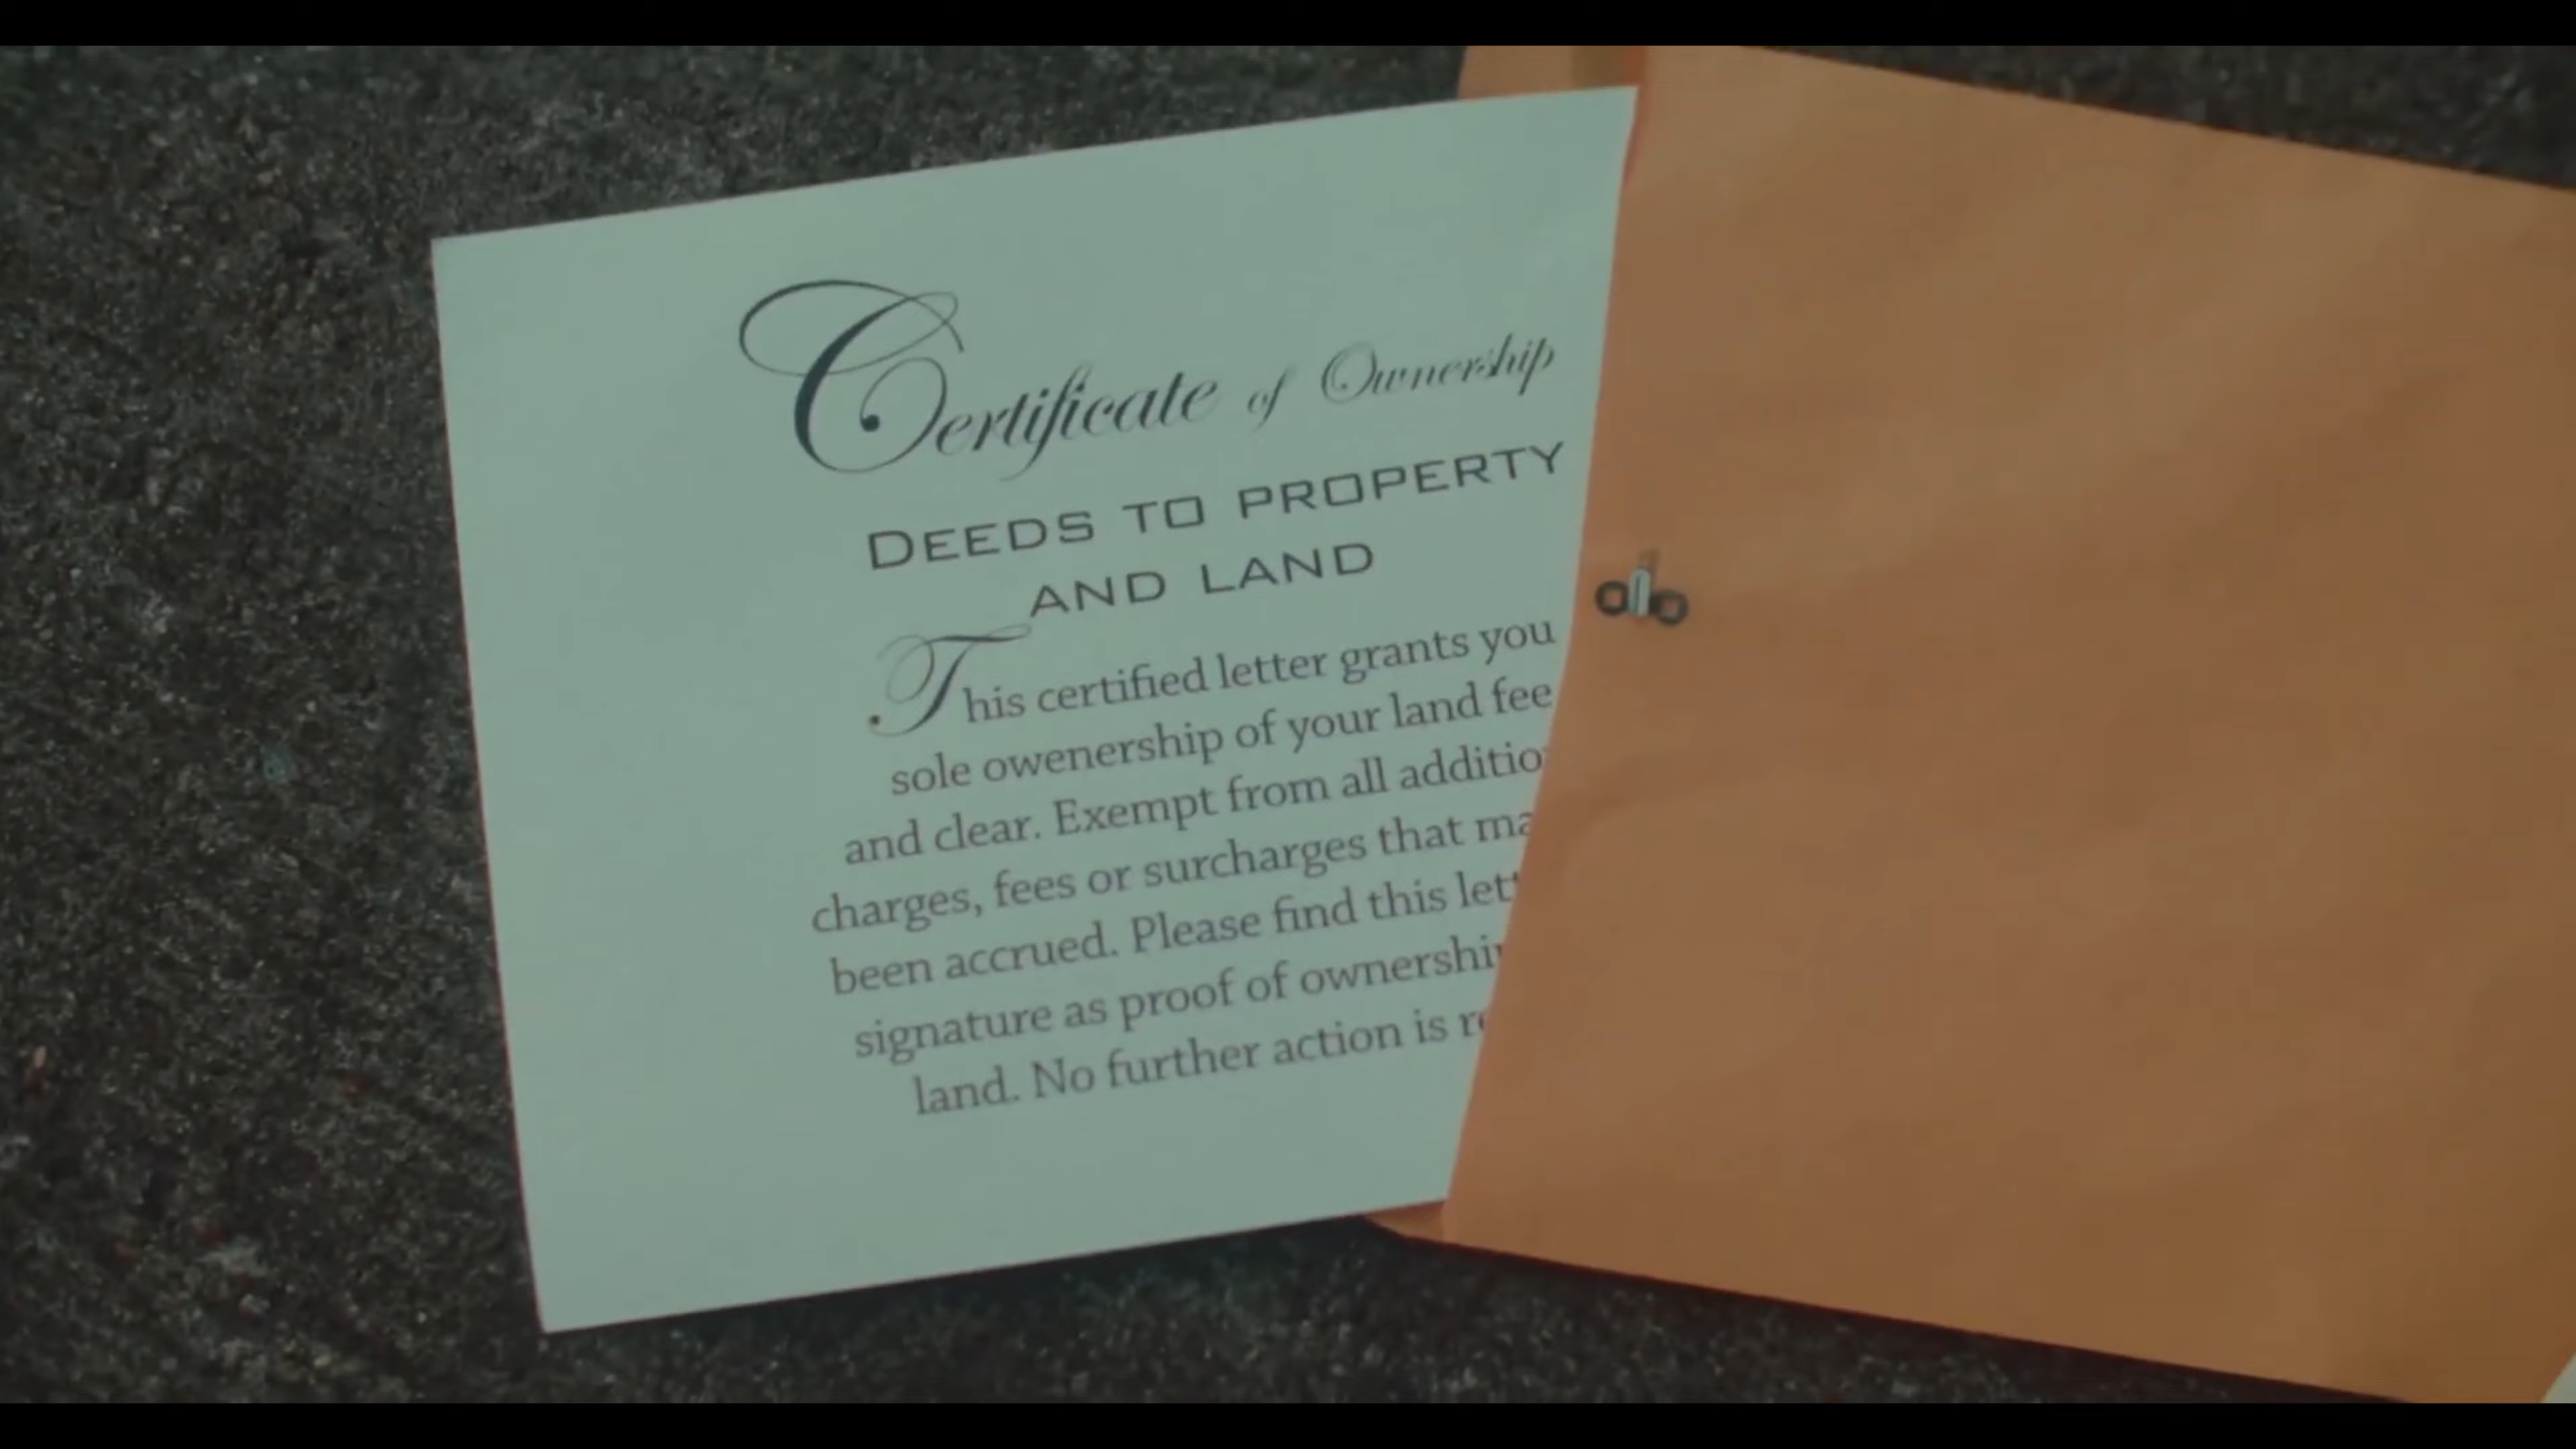 Certificate of Ownership
DEEDS TO PROPERTY
AND LAND
This certified letter grants you
sole owenership of your land fee
and clear. Exempt from all additio
charges, fees or surcharges that ma
been accrued. Please find this lett
signature as proof of ownership
land. No further action is re